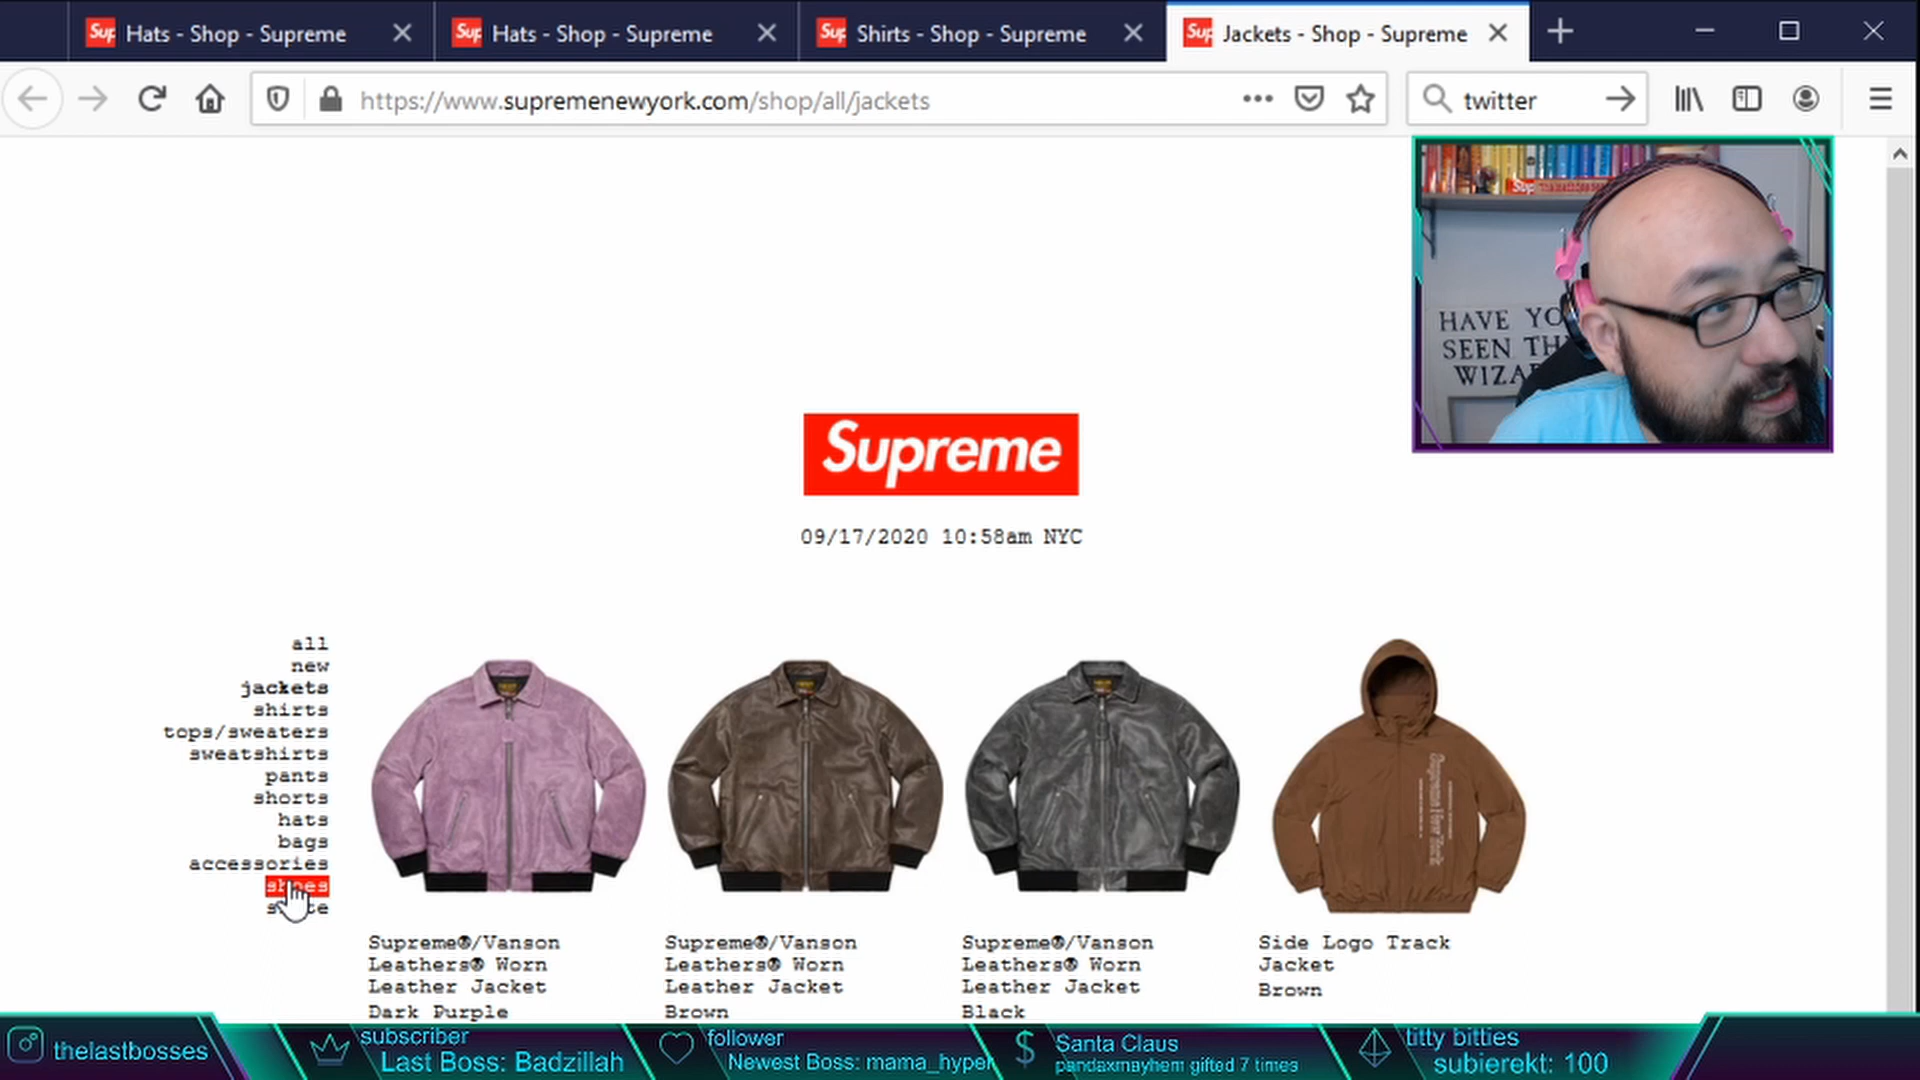 Hats - Shop - Supreme
Hats - Shop - Supreme
Shirts - Shop - Supreme
Jackets - Shop - Supreme
https://www.supremenewyork.com/shop/all/jackets
twitter
HAVE YO
SEEN TH
WIZA
Supreme
09/17/2020 10:58am NYC
all
new
jackets
shirts
tops/sweaters
sweatshirts
pants
shorts
hats
bags
accessories
shoes
Supreme®/Vanson
Leathers® Worn
Leather Jacket
Dark Purple
Supreme®/Vanson
Leathers® Worn
Leather Jacket
Brown
Supreme®/Vanson
Leathers® Worn
Leather Jacket
Black
Side Logo Track
Jacket
Brown
thelastbosses
subscriber
Last Boss: Badzillah
follower
Newest Boss: mama_hyper
Santa Claus
pandaxmayhem gifted 7 times
titty bitties
subierekt: 100